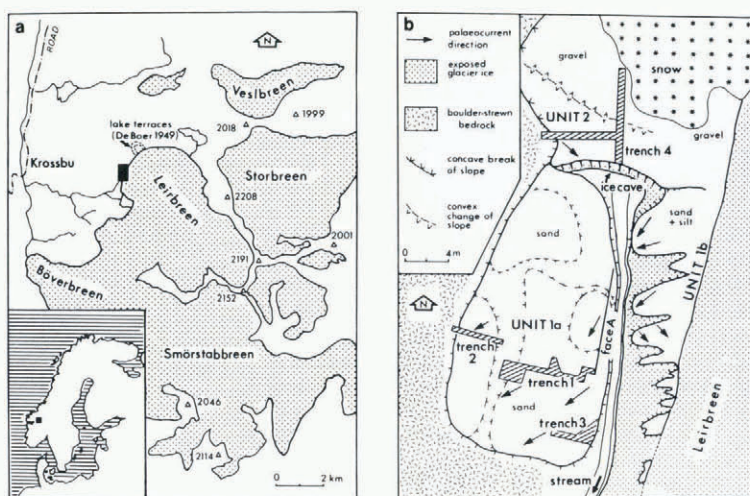 a
ROAD
N
Veslbreen
1999
2018
lake terraces
(De Boer 1949)
Krossbu
Storbreen
Leirbreen
2208
2001
2191
Böverbreen
2152
Smörstabbreen
2046
2114
0 2 km
b
palaeocurrent
direction
exposed
glacier ice
boulder-strewn
bedrock
concave break
of slope
convex
change of
slope
0 4m
N
gravel
snow
UNIT 2
gravel
trench 4
ice cave
sand
sand
+ silt
UNIT 1b
UNIT 1a
face A
trench
2
trench 1
sand
trench 3
Leirbreen
stream